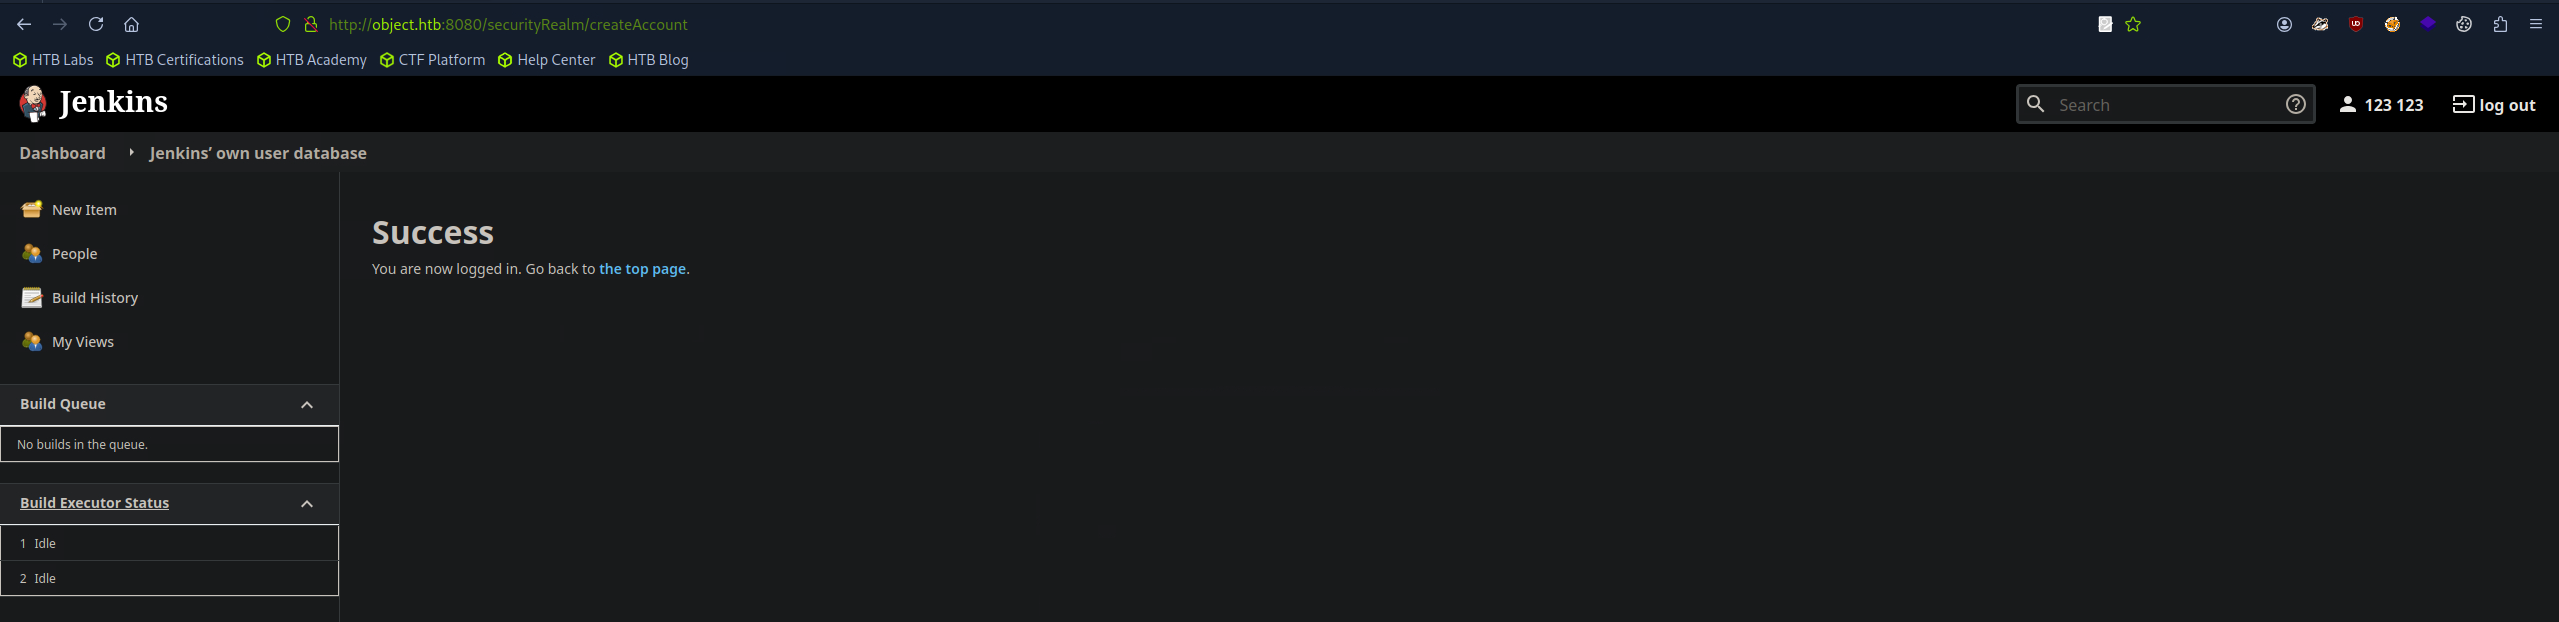 http://object.htb:8080/securityRealm/createAccount
HTB Labs HTB Certifications HTB Academy CTF Platform Help Center HTB Blog
Jenkins Search 123 123 log out
Dashboard Jenkins’ own user database
New Item
People
Build History
My Views
Build Queue
No builds in the queue.
Build Executor Status
1 Idle
2 Idle
Success
You are now logged in. Go back to the top page.